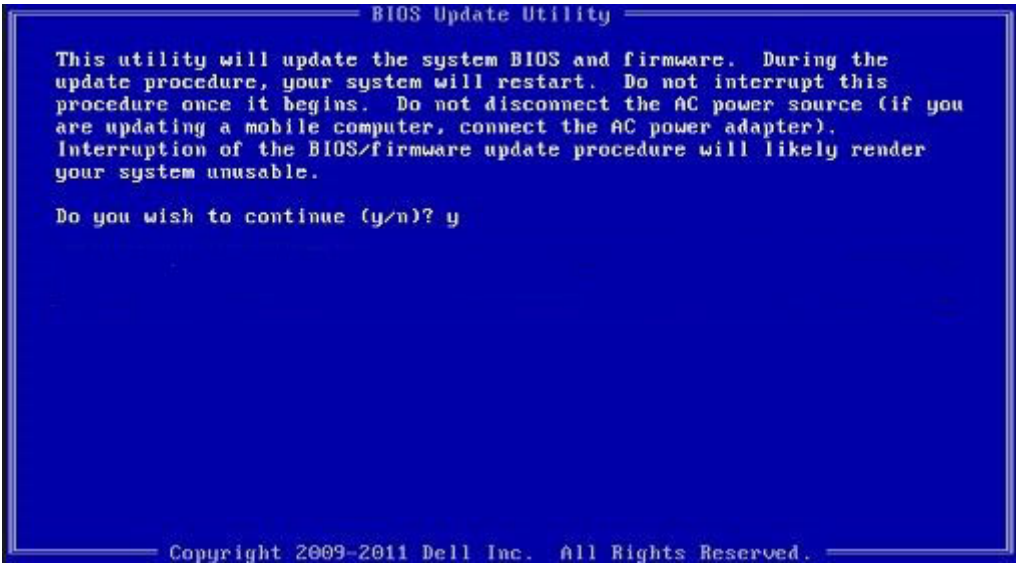 BIOS Update Utility
This utility will update the system BIOS and firmware. During the
update procedure, your system will restart. Do not interrupt this
procedure once it begins. Do not disconnect the AC power source (if you
are updating a mobile computer, connect the AC power adapter).
Interruption of the BIOS/firmware update procedure will likely render
your system unusable.
Do you wish to continue (y/n)? y
Copyright 2009-2011 Dell Inc. All Rights Reserved.